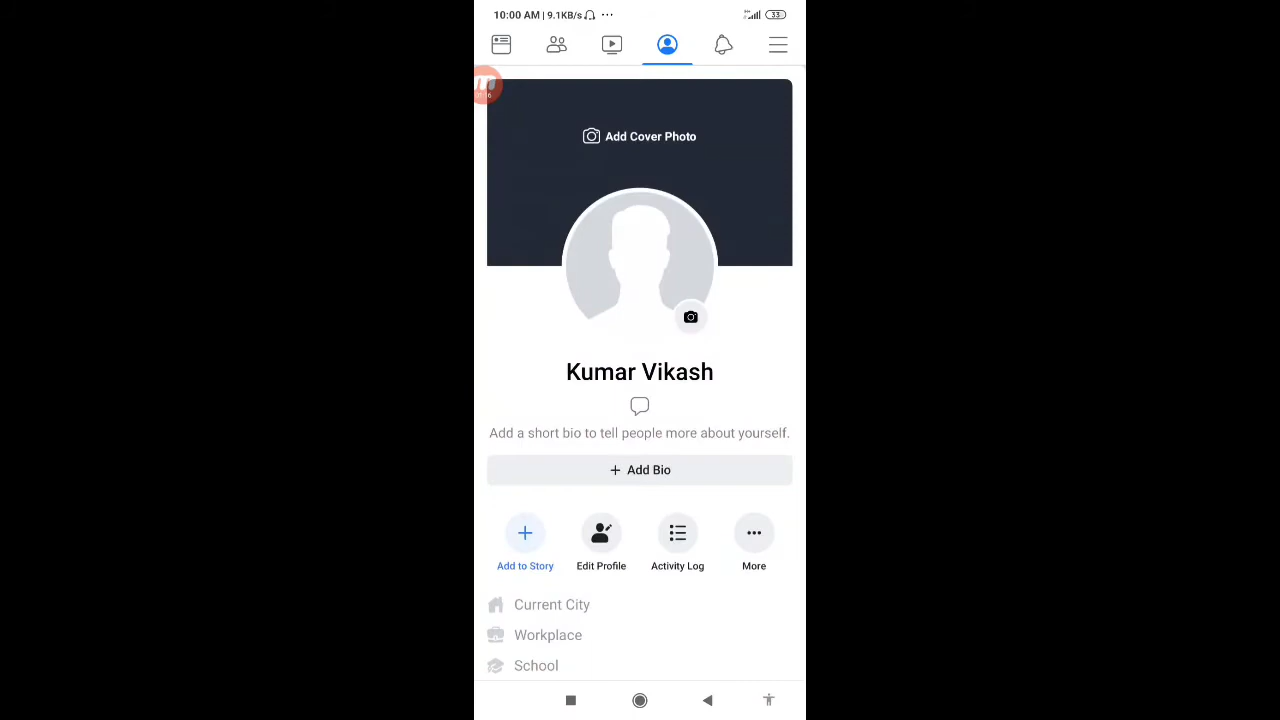 10:00 AM | 9.1KB/s ... 33
Add Cover Photo
Kumar Vikash
Add a short bio to tell people more about yourself.
+ Add Bio
Add to Story Edit Profile Activity Log More
Current City
Workplace
School